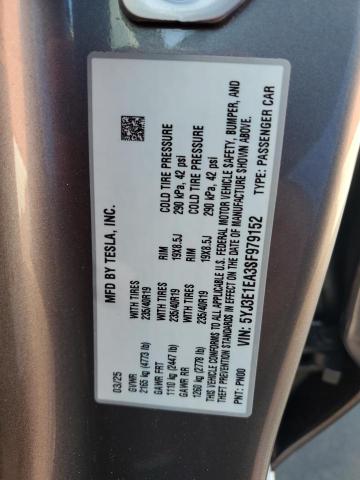 MFD BY TESLA, INC.
03/25
GVWR
2165 kg (4773 lb)
GAWR FRT WITH TIRES RIM COLD TIRE PRESSURE
1110 kg (2447 lb) 235/40R19 19X8.5J 290 kPa, 42 psi
GAWR RR WITH TIRES RIM COLD TIRE PRESSURE
1260 kg (2778 lb) 235/40R19 19X8.5J 290 kPa, 42 psi
THIS VEHICLE CONFORMS TO ALL APPLICABLE U.S. FEDERAL MOTOR VEHICLE SAFETY, BUMPER, AND
THEFT PREVENTION STANDARDS IN EFFECT ON THE DATE OF MANUFACTURE SHOWN ABOVE.
VIN: 5YJ3E1EA3SF979152 TYPE: PASSENGER CAR
PNT: PN00